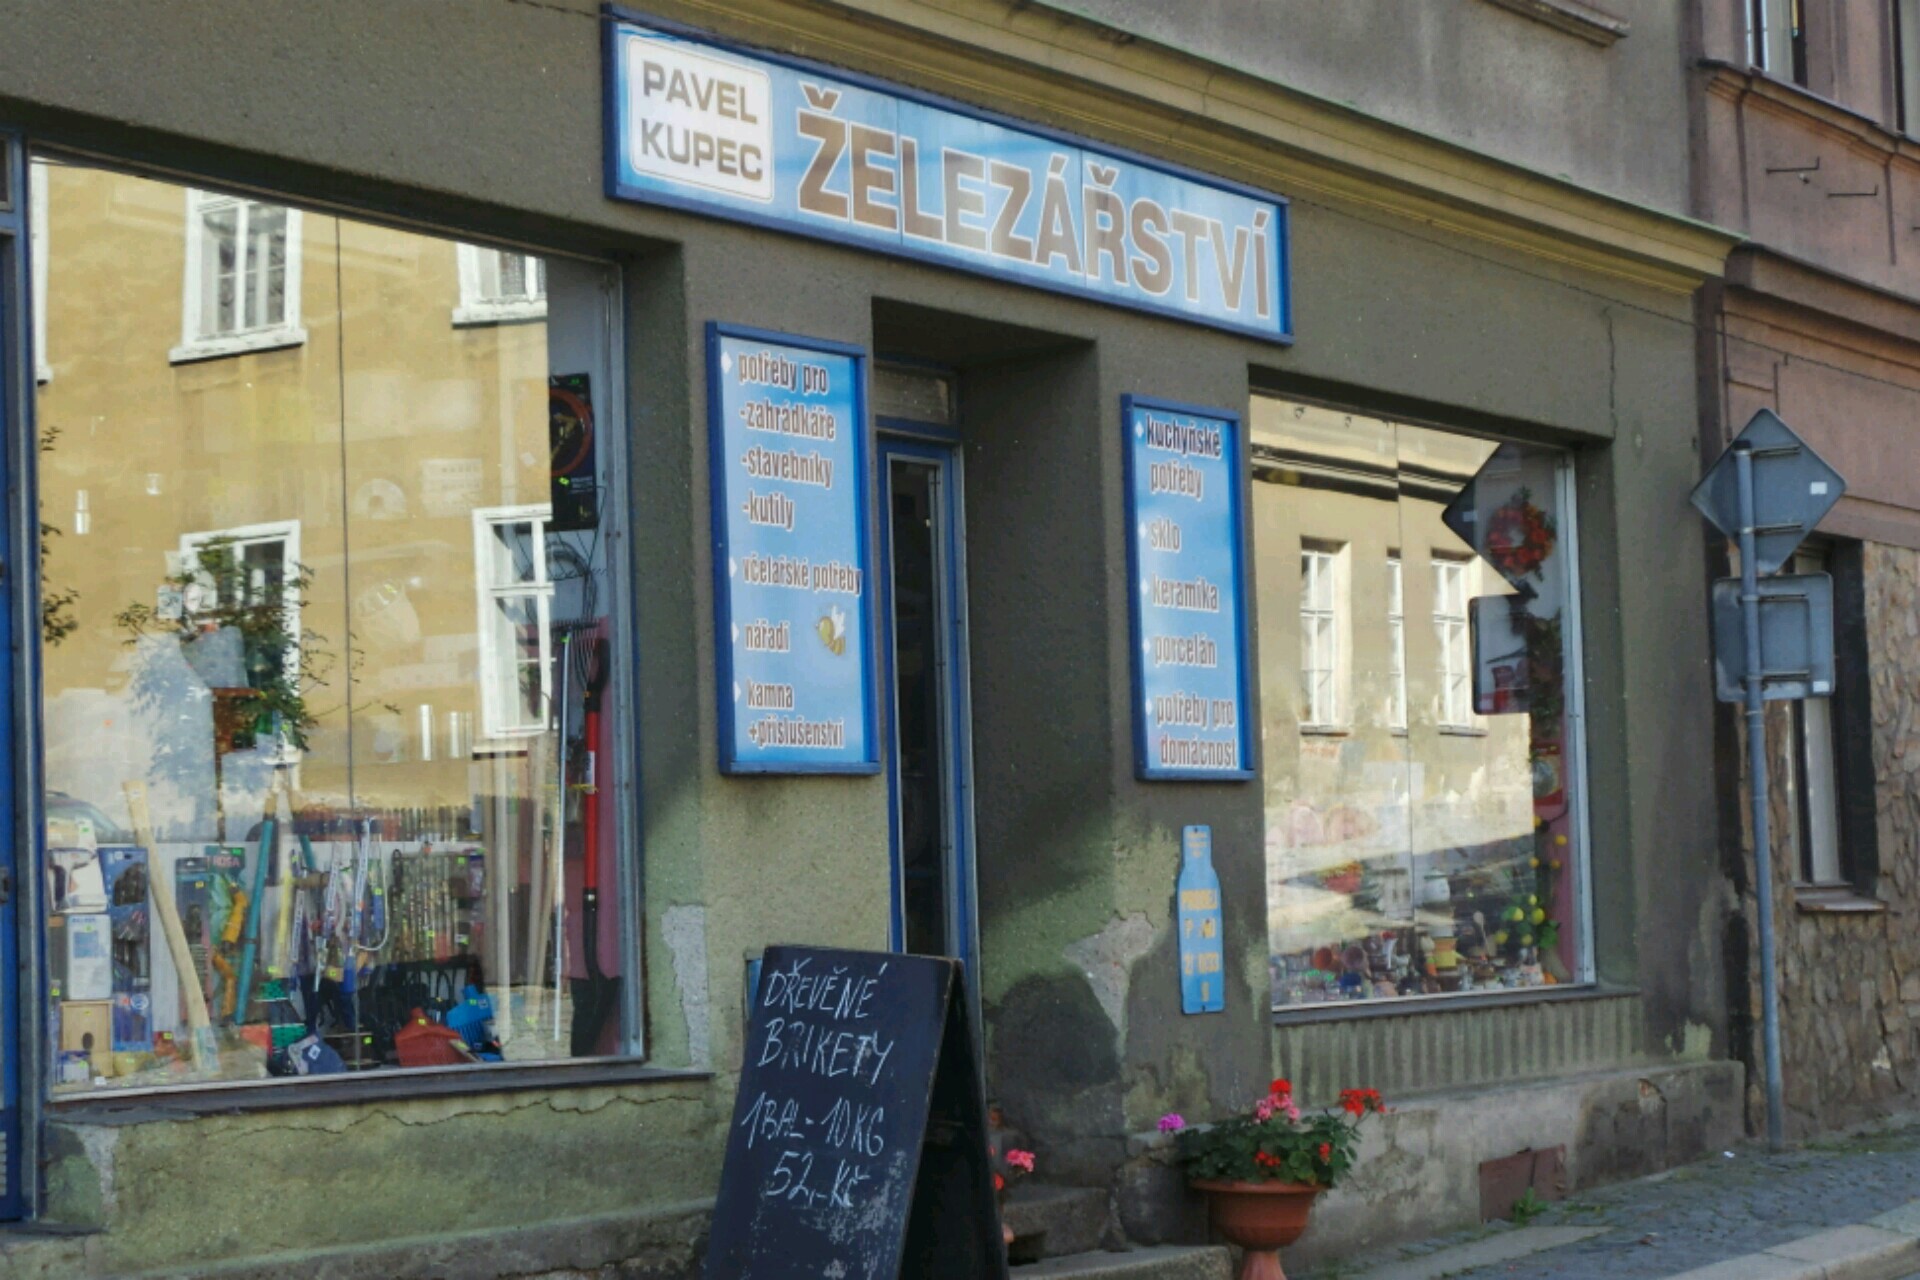 PAVEL
KUPEC
ŽELEZÁŘSTVÍ
potřeby pro
-zahrádkáře
-stavebníky
-kutily
včelařské potřeby
nářadí
kamna
+příslušenství
kuchyňské
potřeby
sklo
keramika
porcelán
potřeby pro
domácnost
DŘEVĚNÉ
BRIKETY
1BAL-10KG
52,-Kč